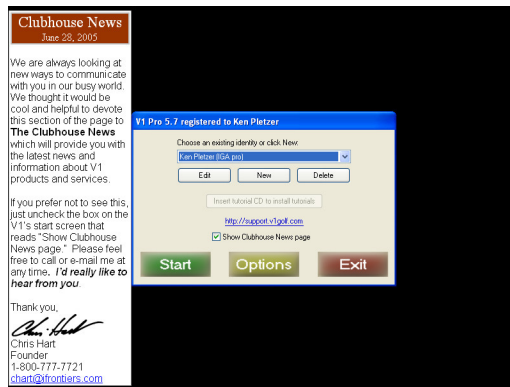 Clubhouse News
June 28, 2005
We are always looking at
new ways to communicate
with you in our busy world.
We thought it would be
cool and helpful to devote
this section of the page to
The Clubhouse News
which will provide you with
the latest news and
information about V1
products and services.
If you prefer not to see this,
just uncheck the box on the
V1's start screen that
reads "Show Clubhouse
News page." Please feel
free to call or e-mail me at
any time. I'd really like to
hear from you.
Thank you,
Chris Hart
Chris Hart
Founder
1-800-777-7721
chart@ifrontiers.com
V1 Pro 5.7 registered to Ken Pletzer
Choose an existing identity or click New:
Ken Pletzer (IGA pro)
Edit New Delete
Insert tutorial CD to install tutorials
http://support.v1golf.com
Show Clubhouse News page
Start Options Exit